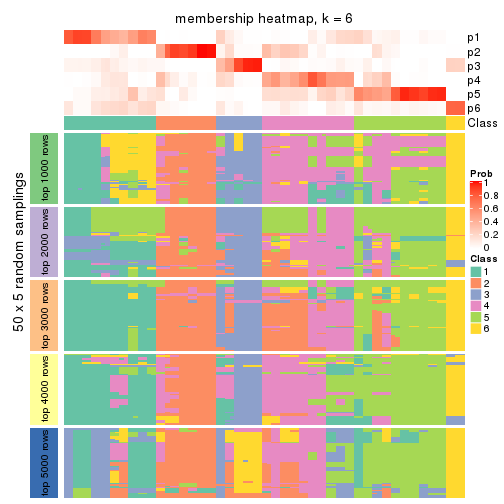 membership heatmap, k = 6
p1
p2
p3
p4
p5
p6
Class
50 x 5 random samplings
top 1000 rows
top 2000 rows
top 3000 rows
top 4000 rows
top 5000 rows
Prob
1
0.8
0.6
0.4
0.2
0
Class
1
2
3
4
5
6